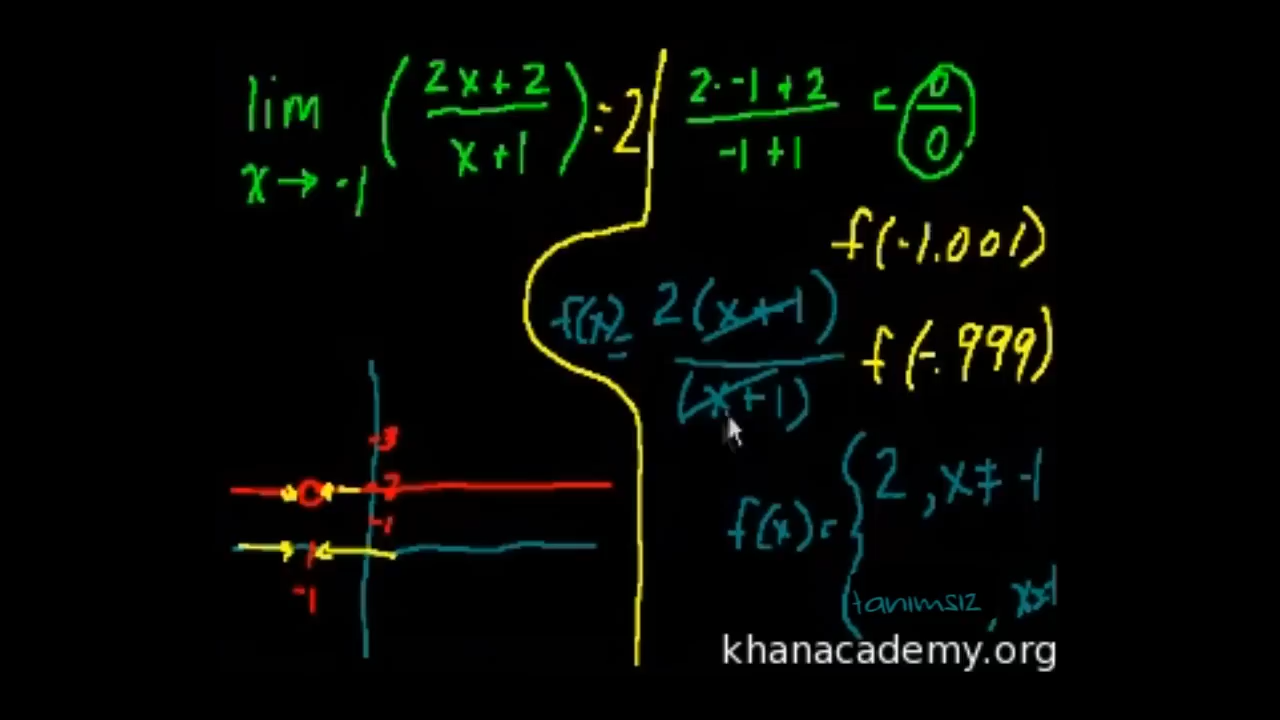 lim x→-1 (2x+2 / x+1) = 2
2·-1+2 / -1+1 = 0/0
f(-1.001)
f(x) = 2(x+1) / (x+1)
f(-.999)
f(x) = { 2, x≠-1
tanımsız, x=-1
3
2
1
-1
khanacademy.org